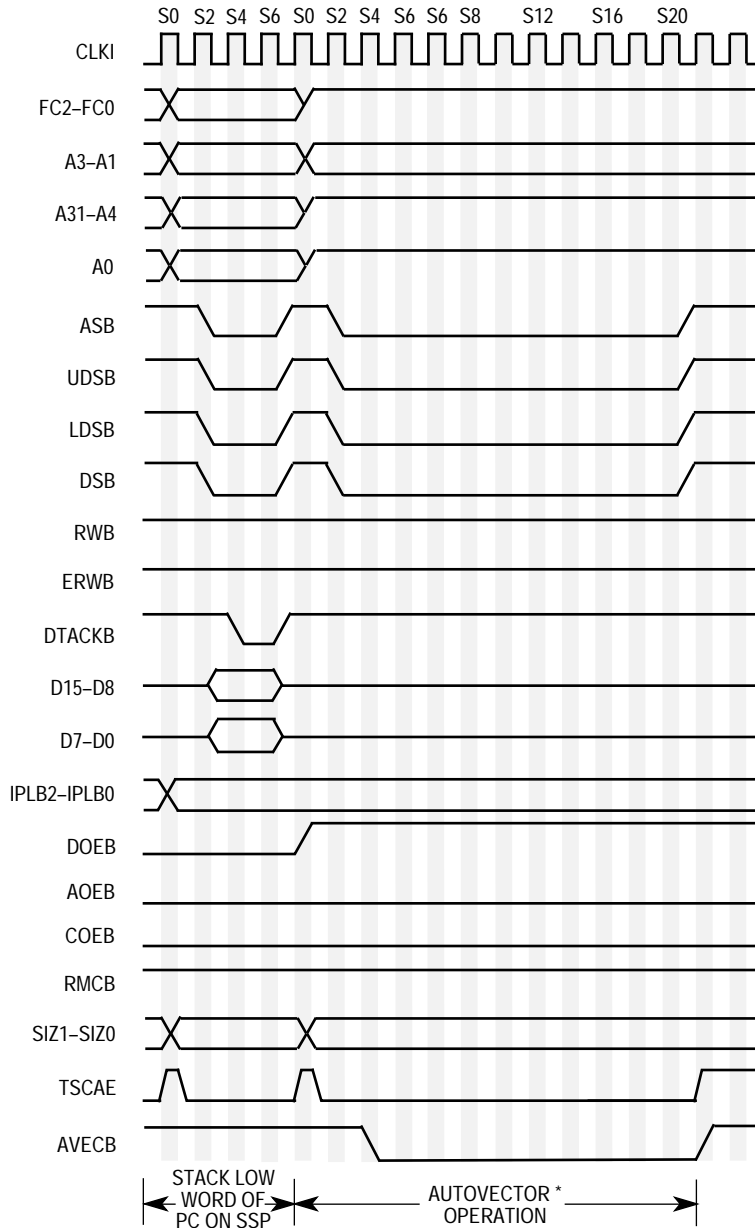 S0 S2 S4 S6 S0 S2 S4 S6 S6 S8 S12 S16 S20
CLKI
FC2–FC0
A3–A1
A31–A4
A0
ASB
UDSB
LDSB
DSB
RWB
ERWB
DTACKB
D15–D8
D7–D0
IPLB2–IPLB0
DOEB
AOEB
COEB
RMCB
SIZ1–SIZ0
TSCAE
AVECB
STACK LOW
WORD OF
PC ON SSP
AUTOVECTOR *
OPERATION